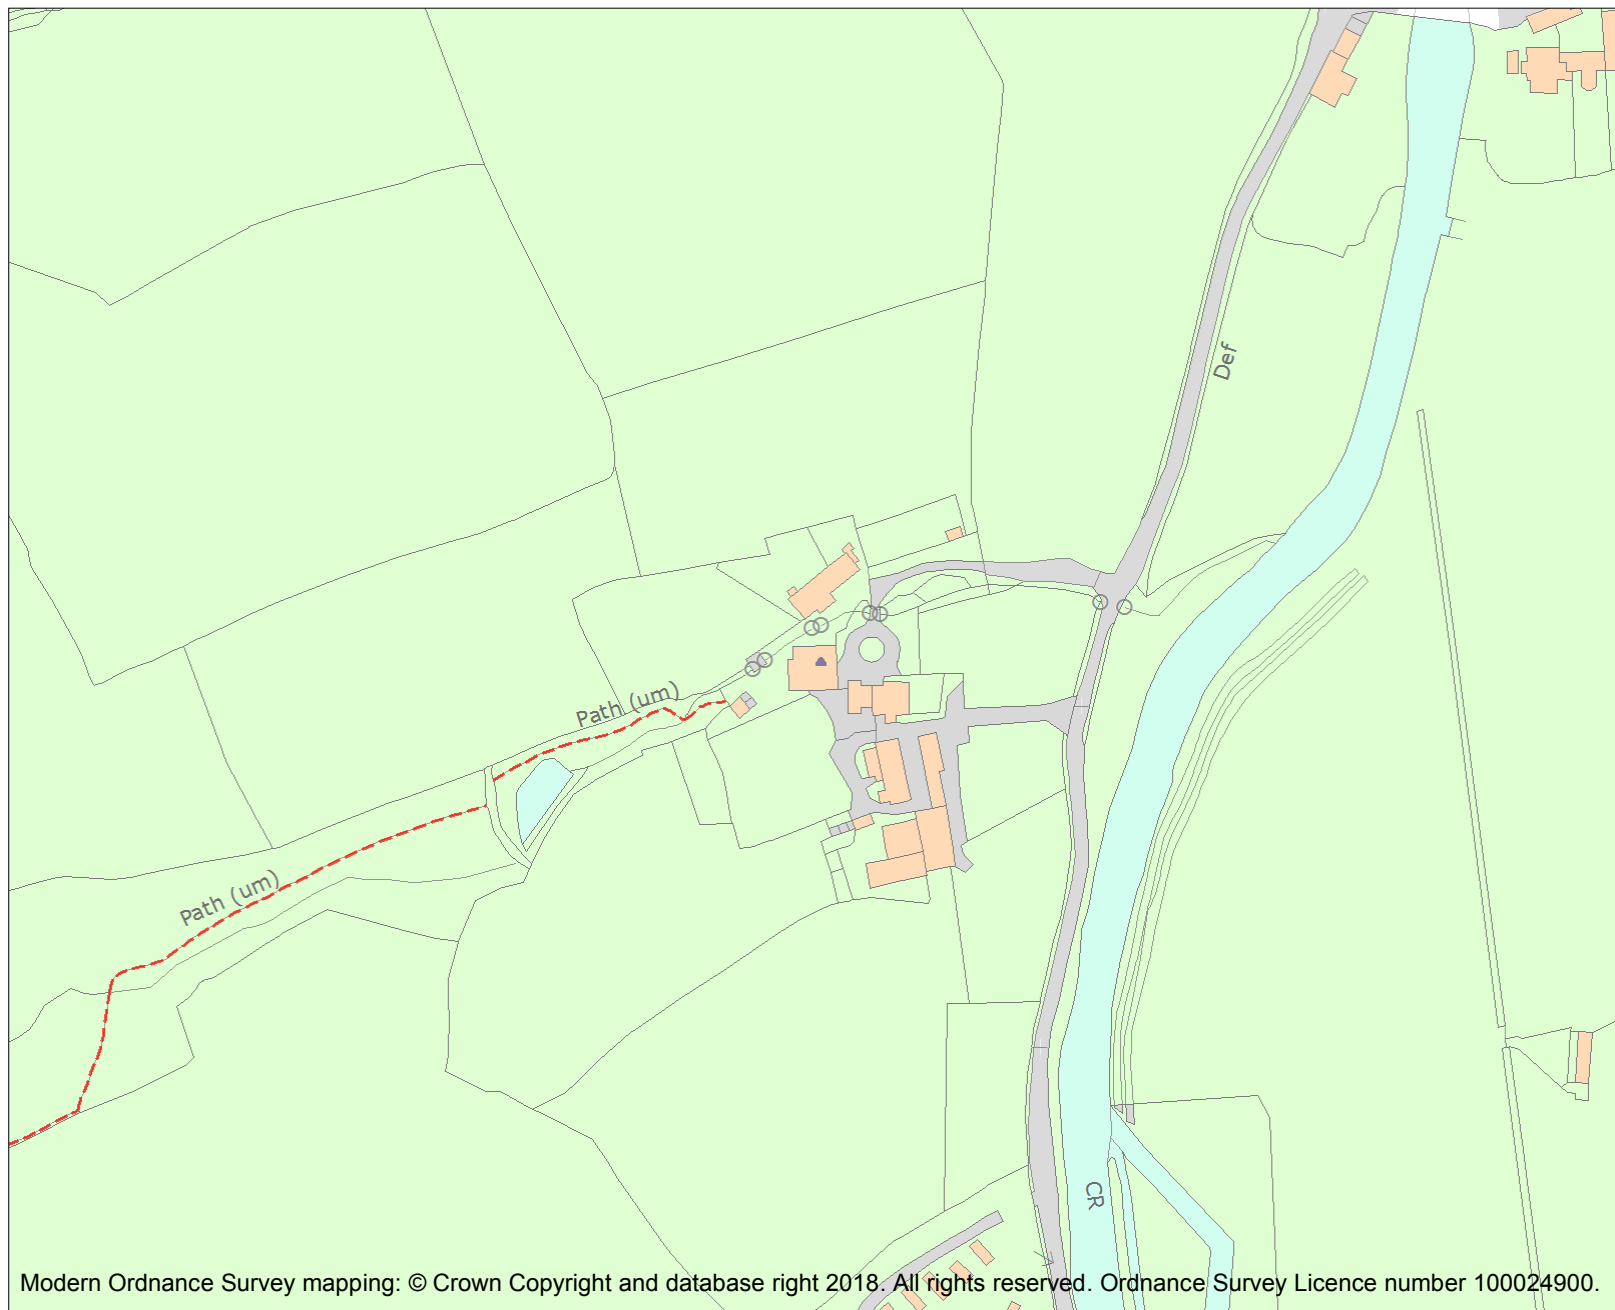 Def
Path (um)
Path (um)
CR
Modern Ordnance Survey mapping: © Crown Copyright and database right 2018. All rights reserved. Ordnance Survey Licence number 100024900.